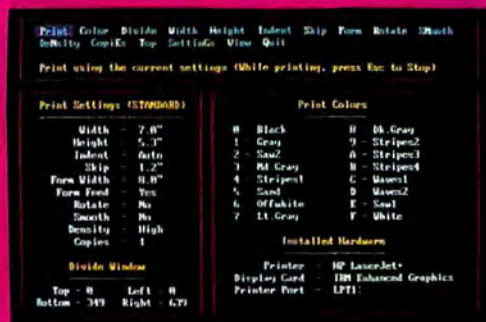 Print Color Divide Width Height Indent Skip Form Rotate SMooth
DeNsity CopiEs Top SettinGs View Quit
Print using the current settings (While printing, press Esc to Stop)
Print Settings (STANDARD)
Width - 7.0"
Height - 5.3"
Indent - Auto
Skip - 1.2"
Form Width - 8.0"
Form Feed - Yes
Rotate - No
Smooth - No
Density - High
Copies - 1
Divide Window
Top - 0 Left - 0
Bottom - 349 Right - 639
Print Colors
0 - Black 8 - Dk.Gray
1 - Gray 9 - Stripes2
2 - Saw2 A - Stripes3
3 - Md.Gray B - Stripes4
4 - Stripes1 C - Waves1
5 - Sand D - Waves2
6 - Offwhite E - Saw1
7 - Lt.Gray F - White
Installed Hardware
Printer - HP LaserJet+
Display Card - IBM Enhanced Graphics
Printer Port - LPT1: